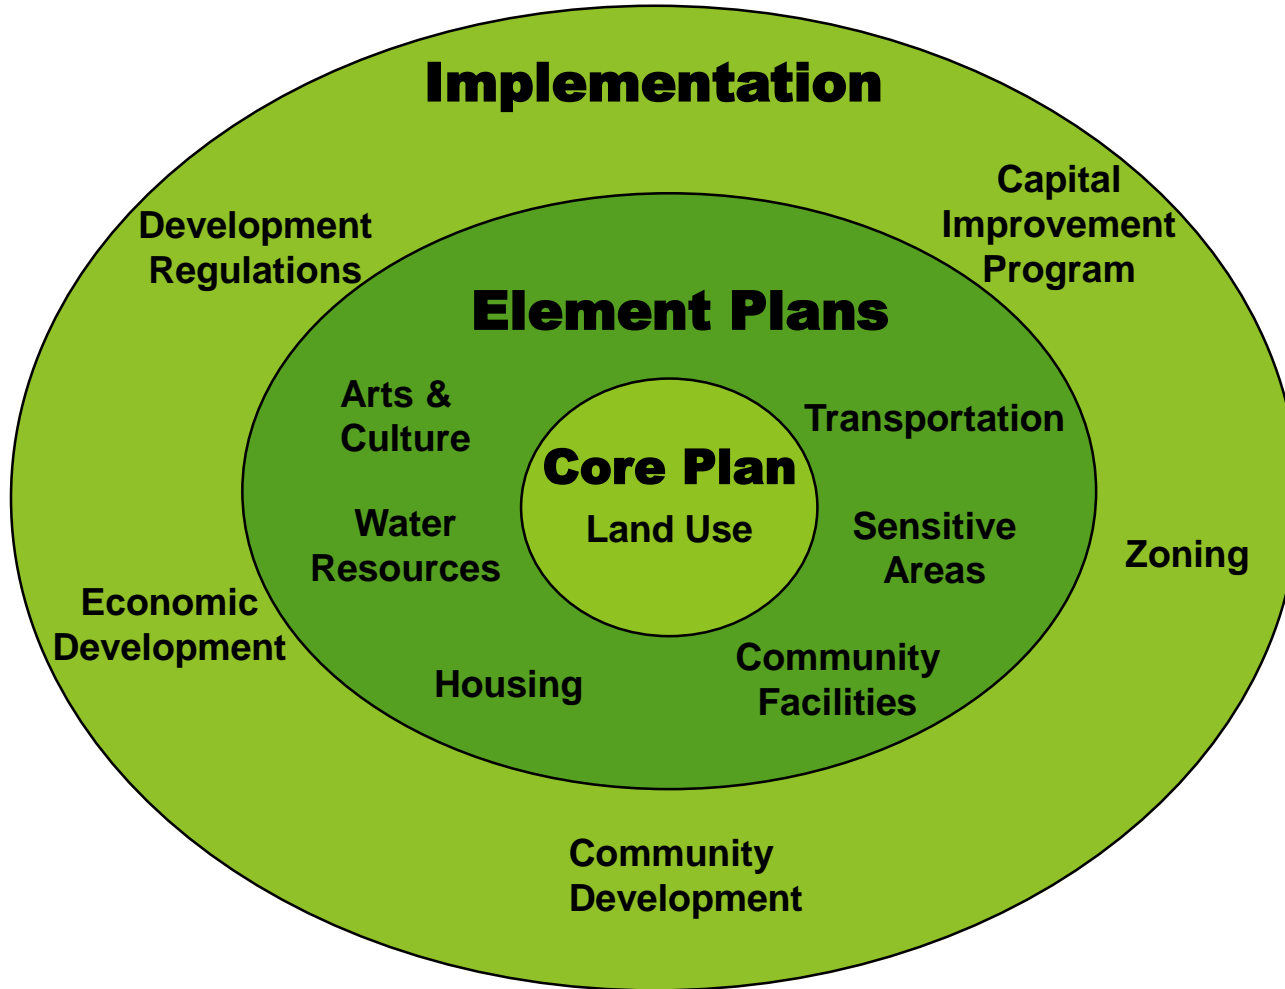 Implementation
Capital
Improvement
Program
Development
Regulations
Element Plans
Arts &
Culture
Transportation
Core Plan
Land Use
Water
Resources
Sensitive
Areas
Zoning
Economic
Development
Housing
Community
Facilities
Community
Development